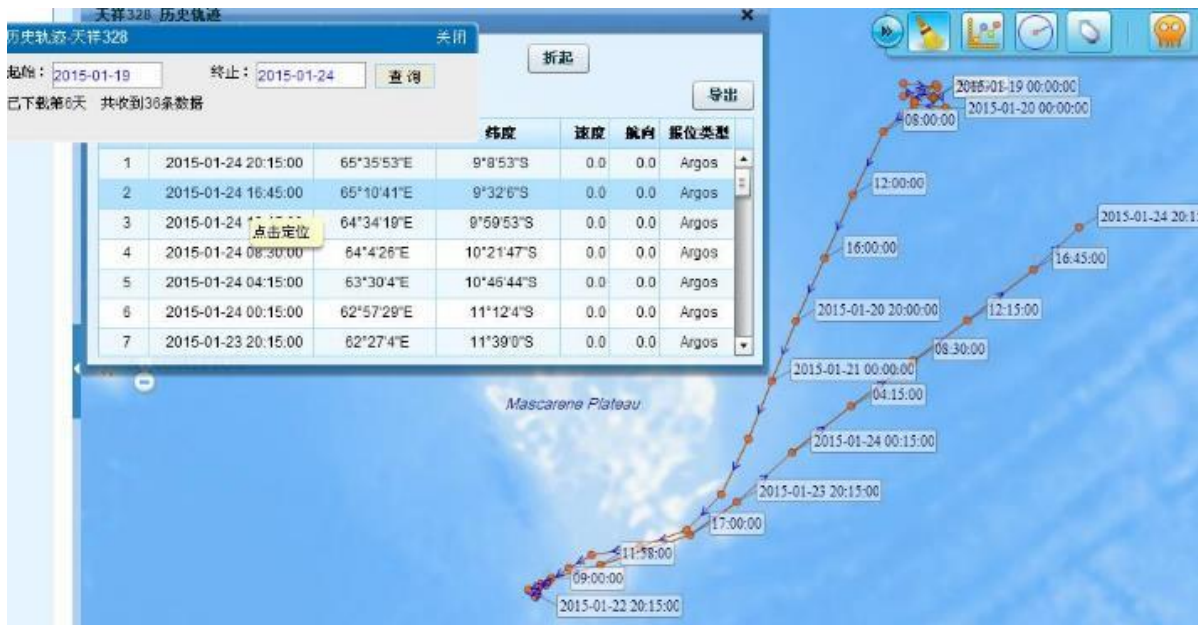 天祥328_历史轨迹
历史轨迹-天祥328 关闭
起始： 2015-01-19 终止： 2015-01-24 查 询
已下载第6天 共收到36条数据
折起
导出
纬度 速度 航向 报位类型
1 2015-01-24 20:15:00 65°35'53"E 9°8'53"S 0.0 0.0 Argos
2 2015-01-24 16:45:00 65°10'41"E 9°32'6"S 0.0 0.0 Argos
3 2015-01-24 64°34'19"E 9°59'53"S 0.0 0.0 Argos
点击定位
4 2015-01-24 08:30:00 64°4'26"E 10°21'47"S 0.0 0.0 Argos
5 2015-01-24 04:15:00 63°30'4"E 10°46'44"S 0.0 0.0 Argos
6 2015-01-24 00:15:00 62°57'29"E 11°12'4"S 0.0 0.0 Argos
7 2015-01-23 20:15:00 62°27'4"E 11°39'0"S 0.0 0.0 Argos
2015-01-19 00:00:00
2015-01-20 00:00:00
08:00:00
12:00:00
2015-01-24 20:1
16:00:00
16:45:00
2015-01-20 20:00:00
12:15:00
08:30:00
2015-01-21 00:00:00
04:15:00
Mascarene Plateau
2015-01-24 00:15:00
2015-01-23 20:15:00
17:00:00
11:58:00
09:00:00
2015-01-22 20:15:00